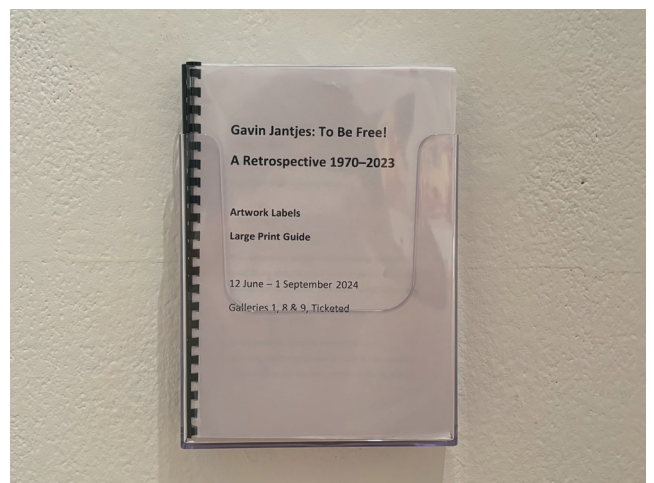 Gavin Jantjes: To Be Free!
A Retrospective 1970–2023
Artwork Labels
Large Print Guide
12 June – 1 September 2024
Galleries 1, 8 & 9, Ticketed